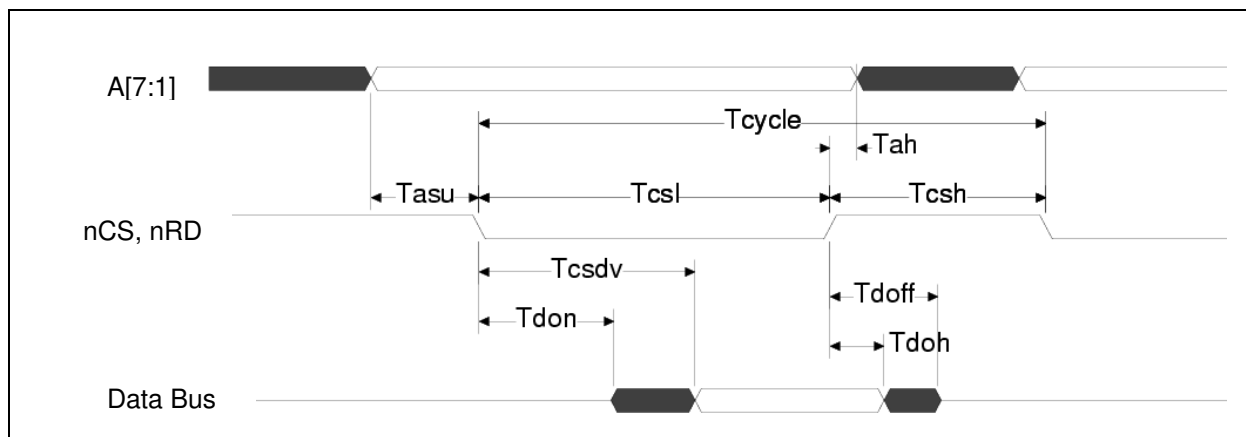 A[7:1]
Tcycle
Tah
Tasu
Tcsl
Tcsh
nCS, nRD
Tcsdv
Tdoff
Tdon
Tdoh
Data Bus